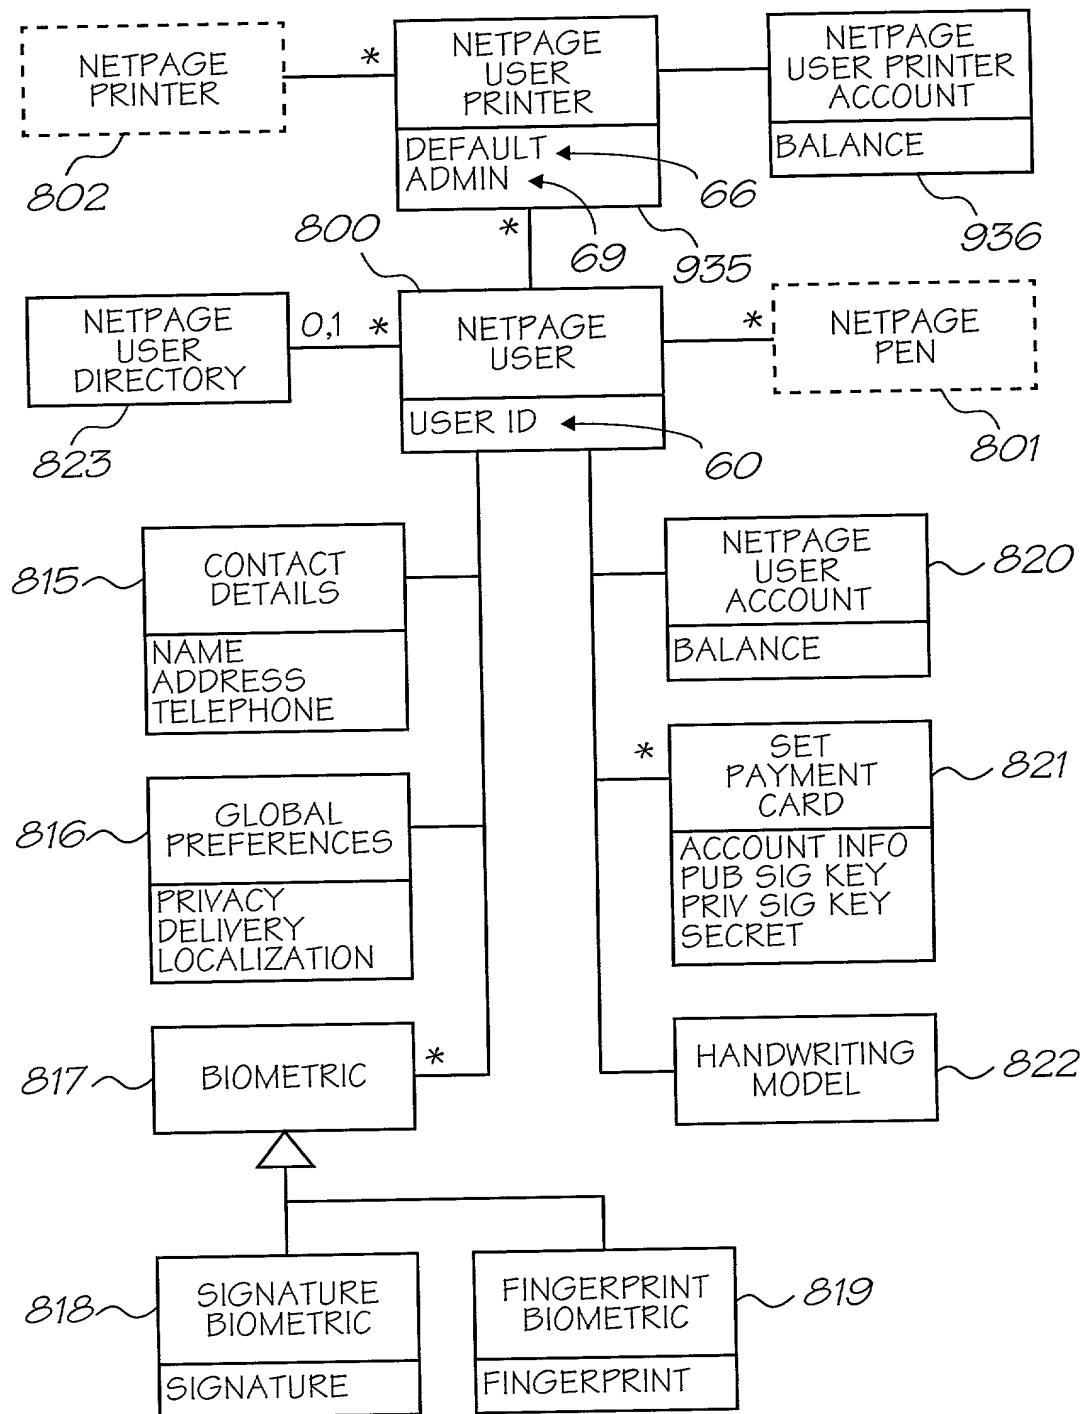 NETPAGE
PRINTER
802
*
NETPAGE
USER
PRINTER
DEFAULT
ADMIN
66
69
935
*
NETPAGE
USER PRINTER
ACCOUNT
BALANCE
936
800
NETPAGE
USER
DIRECTORY
823
0,1 *
NETPAGE
USER
USER ID
60
*
NETPAGE
PEN
801
815
CONTACT
DETAILS
NAME
ADDRESS
TELEPHONE
NETPAGE
USER
ACCOUNT
BALANCE
820
816
GLOBAL
PREFERENCES
PRIVACY
DELIVERY
LOCALIZATION
*
SET
PAYMENT
CARD
ACCOUNT INFO
PUB SIG KEY
PRIV SIG KEY
SECRET
821
817
BIOMETRIC
*
HANDWRITING
MODEL
822
818
SIGNATURE
BIOMETRIC
SIGNATURE
FINGERPRINT
BIOMETRIC
FINGERPRINT
819